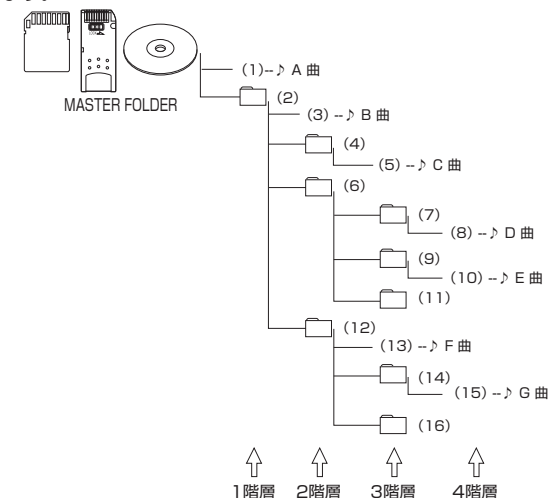 MASTER FOLDER
(1)--♪ A 曲
(2)
(3) --♪ B 曲
(4)
(5) --♪ C 曲
(6)
(7)
(8) --♪ D 曲
(9)
(10) --♪ E 曲
(11)
(12)
(13) --♪ F 曲
(14)
(15) --♪ G 曲
(16)
1階層 2階層 3階層 4階層